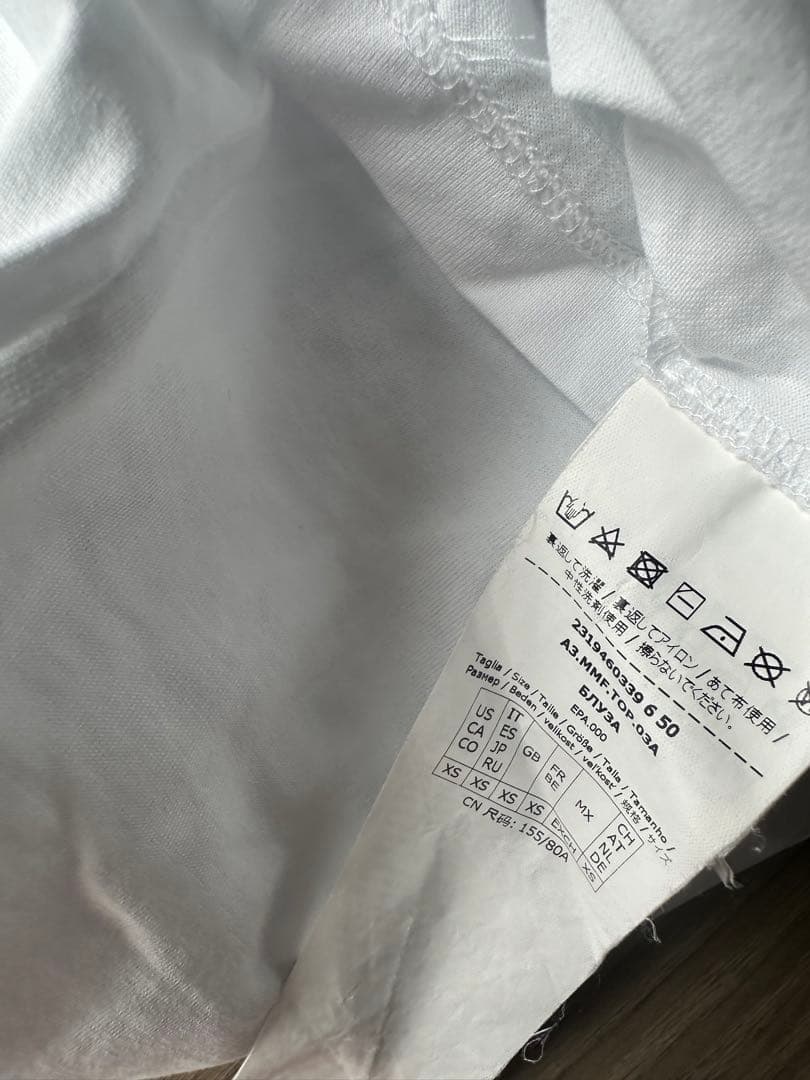 裏返して洗濯 / 裏返してアイロン / あて布使用 /
中性洗剤使用 / 擦らないでください。
2319460339 6 50
A3.MMF.TOP.03A
БЛУЗА
EPA.000
Taglia / Size / Taille / Größe / Talla / Tamanho /
Размер / Beden / velikost / veľkost / 规格 / サイズ
US CA CO IT ES JP RU GB FR BE MX CH AT NL DE
XS XS XS XS EXCH XS
CN 尺码: 155/80A